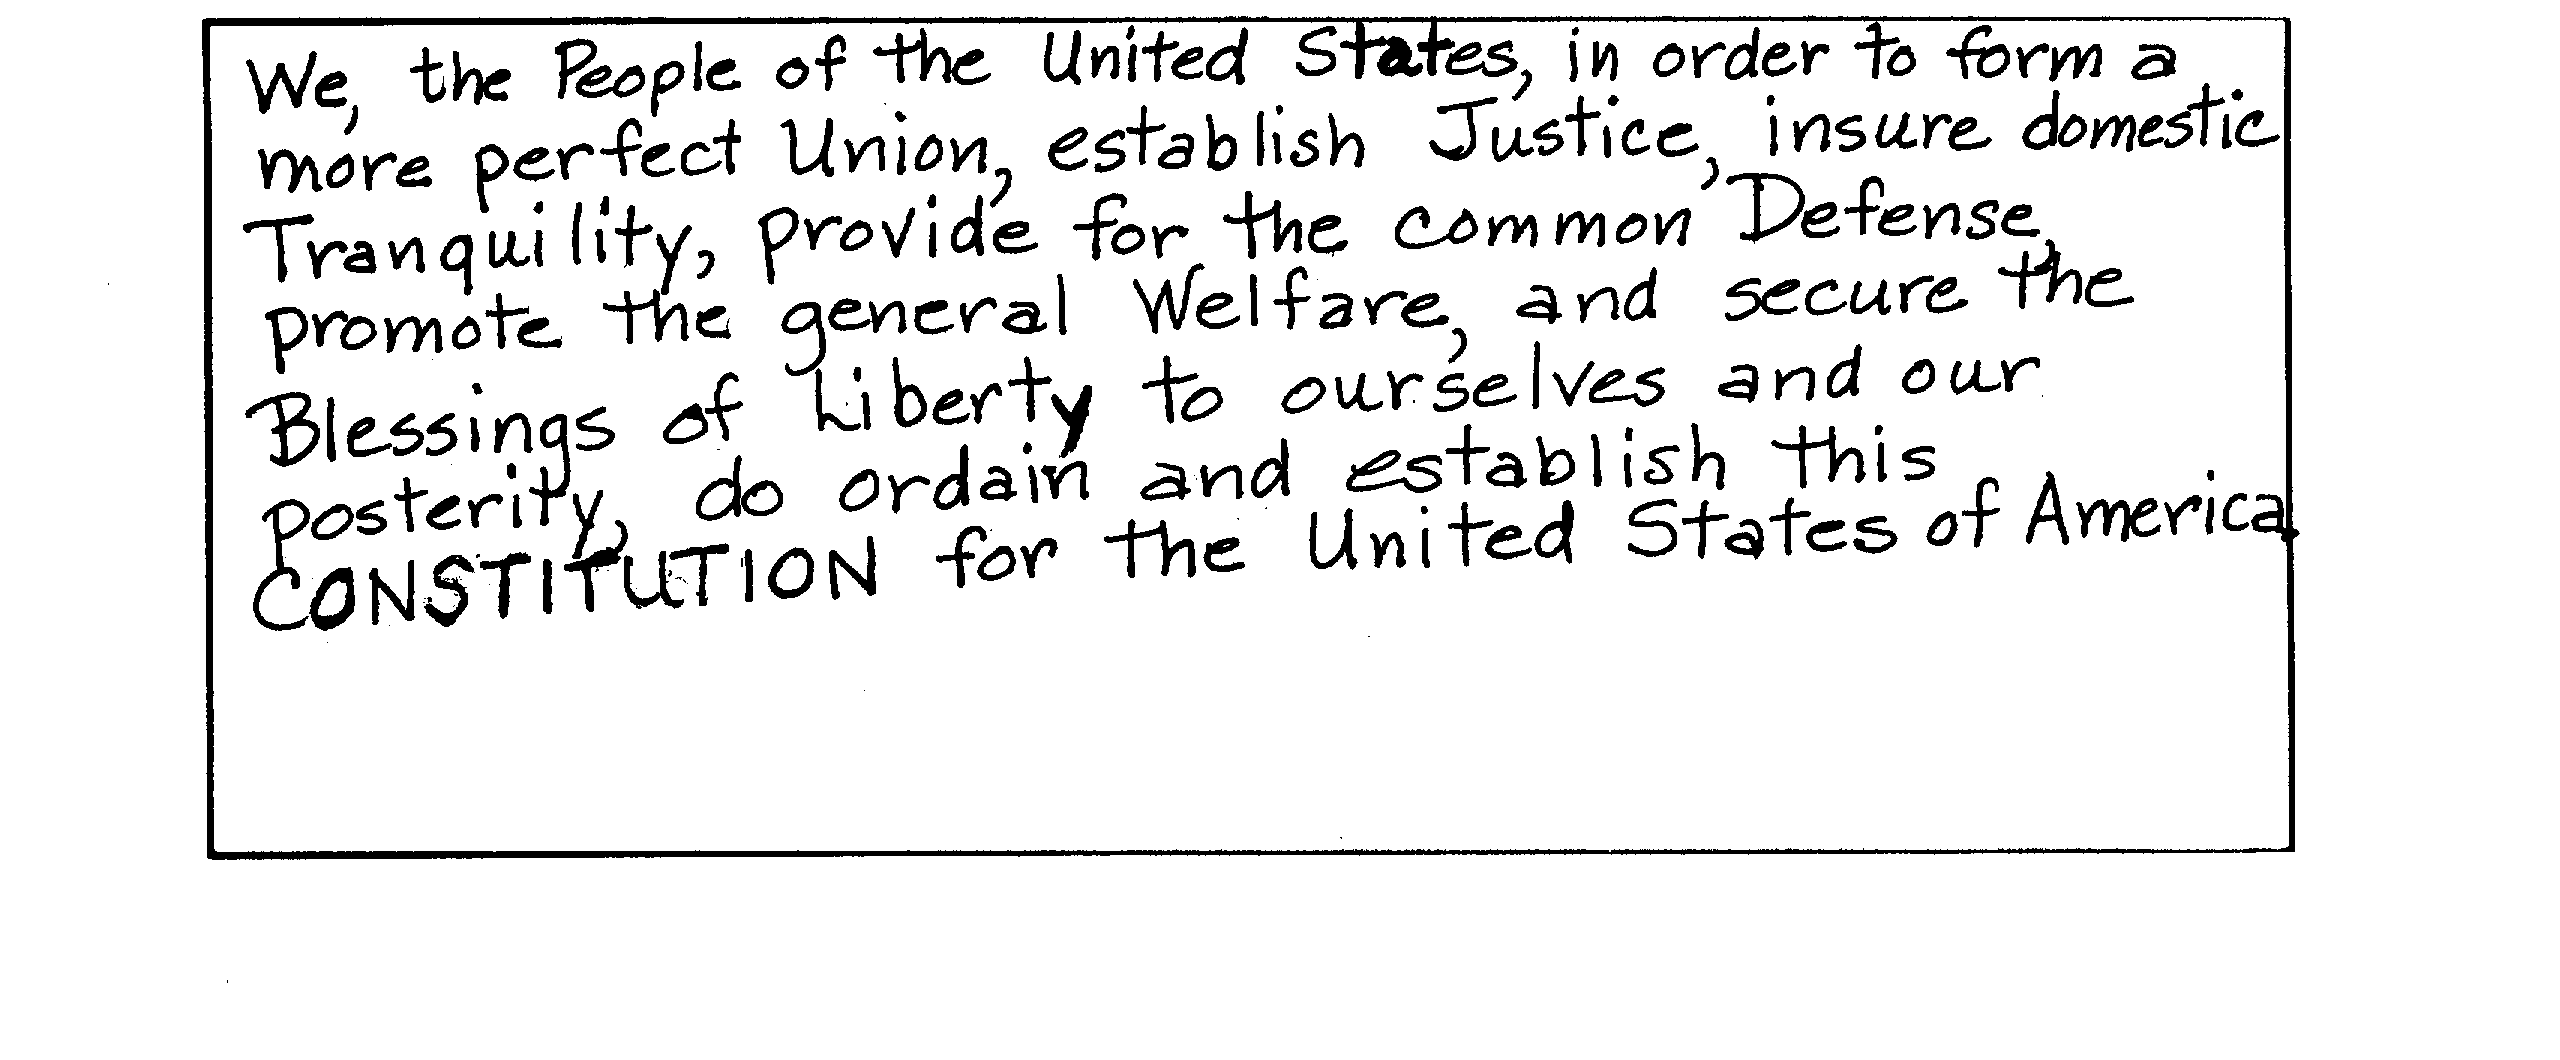 We, the People of the United States, in order to form a
more perfect Union, establish Justice, insure domestic
Tranquility, provide for the common Defense,
promote the general Welfare, and secure the
Blessings of Liberty to ourselves and our
posterity, do ordain and establish this
CONSTITUTION for the United States of America.